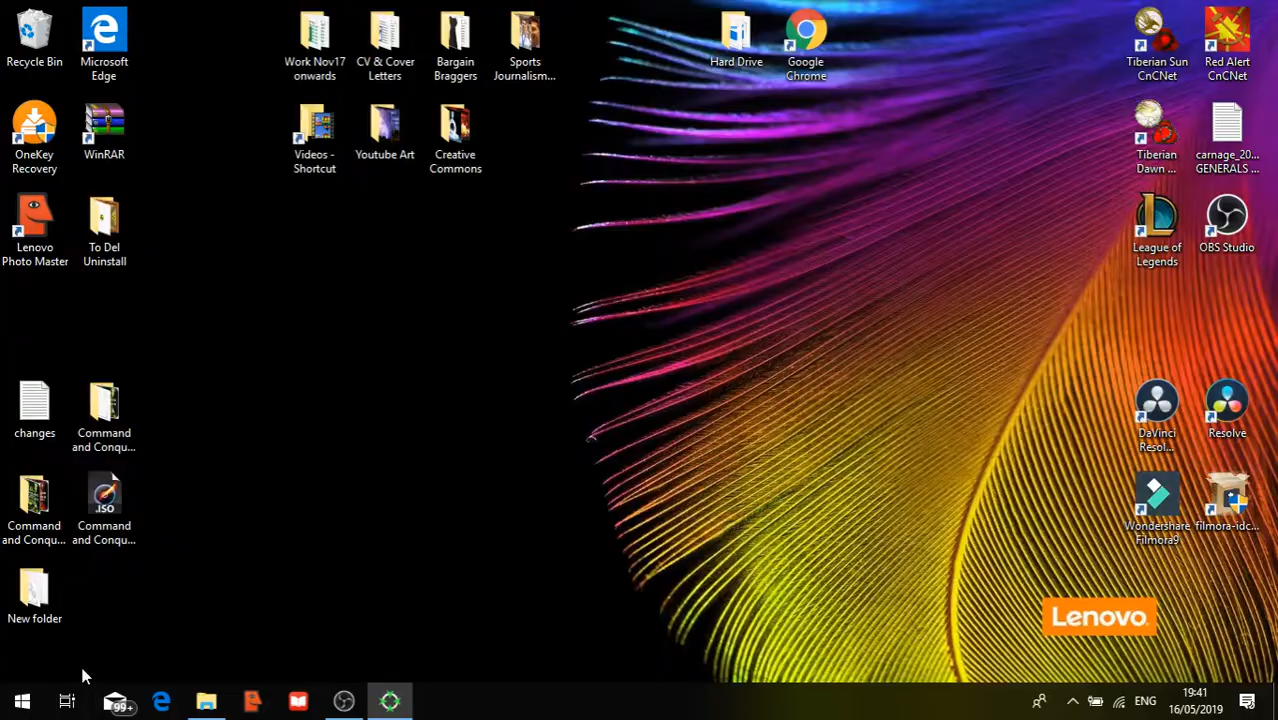 Recycle Bin
Microsoft
Edge
Work Nov17
onwards
CV & Cover
Letters
Bargain
Braggers
Sports
Journalism...
Hard Drive
Google
Chrome
Tiberian Sun
CnCNet
Red Alert
CnCNet
OneKey
Recovery
WinRAR
Videos -
Shortcut
Youtube Art
Creative
Commons
Tiberian
Dawn ...
carnage_20...
GENERALS ...
Lenovo
Photo Master
To Del
Uninstall
League of
Legends
OBS Studio
changes
Command
and Conqu...
DaVinci
Resol...
Resolve
Command
and Conqu...
.ISO
Command
and Conqu...
Wondershare
Filmora9
filmora-idc...
New folder
Lenovo
99+
ENG
19:41
16/05/2019